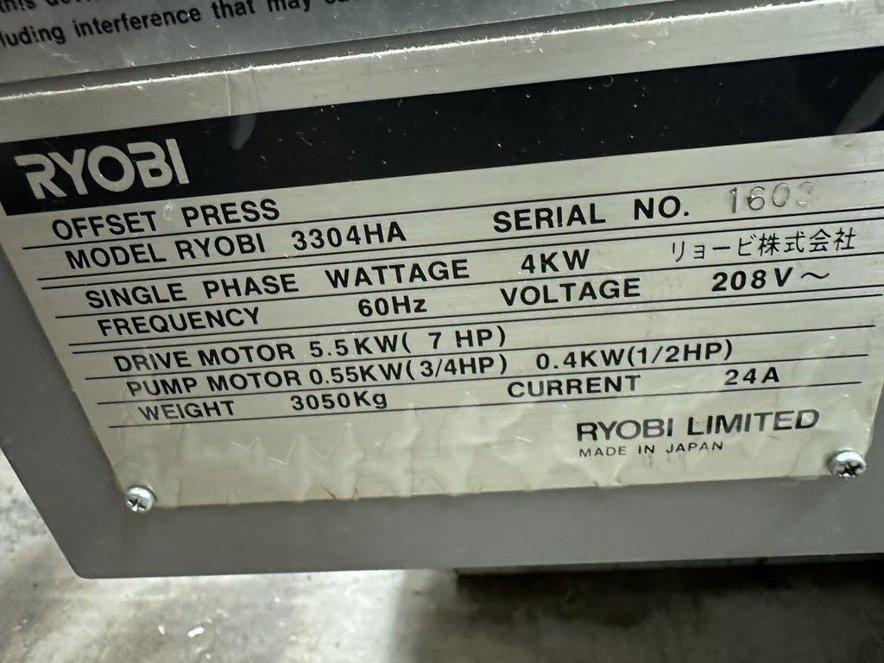 this
luding interference that may
RYOBI
OFFSET PRESS
MODEL RYOBI 3304HA SERIAL NO. 1603
リョービ株式会社
SINGLE PHASE WATTAGE 4KW
FREQUENCY 60Hz VOLTAGE 208V～
DRIVE MOTOR 5.5KW( 7 HP)
PUMP MOTOR 0.55KW(3/4HP) 0.4KW(1/2HP)
WEIGHT 3050Kg CURRENT 24A
RYOBI LIMITED
MADE IN JAPAN